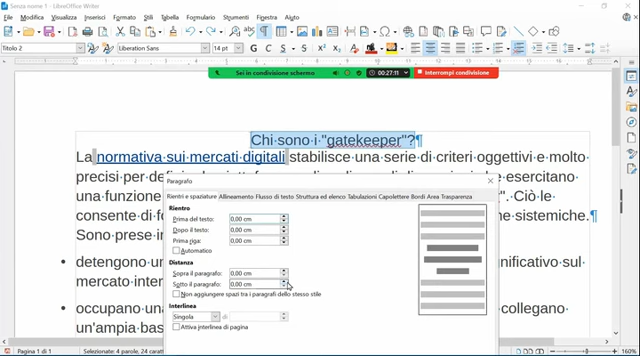 Senza nome 1 - LibreOffice Writer
File Modifica Visualizza Inserisci Formato Stili Tabella Formulario Strumenti Finestra Aiuto
Titolo 2 Liberation Sans 14 pt
Sei in condivisione schermo 00:27:11 Interrompi condivisione
Chi sono i "gatekeeper"?¶
La normativa sui mercati digitali stabilisce una serie di criteri oggettivi e molto
precisi per
esercitano
una funzione
Ciò le
consente di
sistemiche.¶
Sono prese in
• detengono
significativo sul
mercato
• occupano
collegano
un'ampia
Paragrafo
Rientri e spaziature Allineamento Flusso di testo Struttura ed elenco Tabulazioni Capolettere Bordi Area Trasparenza
Rientro
Prima del testo: 0,00 cm
Dopo il testo: 0,00 cm
Prima riga: 0,00 cm
Automatico
Distanza
Sopra il paragrafo: 0,00 cm
Sotto il paragrafo: 0,00 cm
Non aggiungere spazi tra i paragrafi dello stesso stile
Interlinea
Singola di
Attiva interlinea di pagina
Pagina 1 di 1 Selezionate: 4 parole, 24 caratt
160%